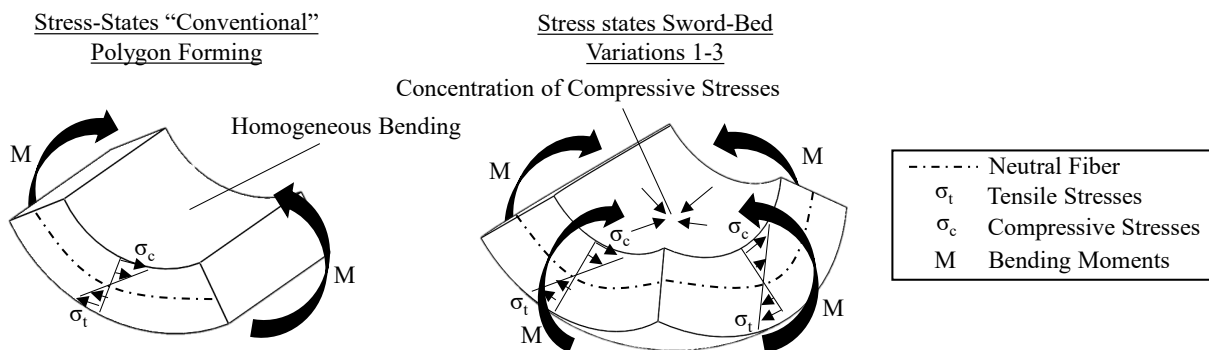 Stress-States “Conventional”
Polygon Forming
Homogeneous Bending
M
M
σc
σt
Stress states Sword-Bed
Variations 1-3
Concentration of Compressive Stresses
M
M
σc
σc
σt
σt
M
M
Neutral Fiber
σt Tensile Stresses
σc Compressive Stresses
M Bending Moments